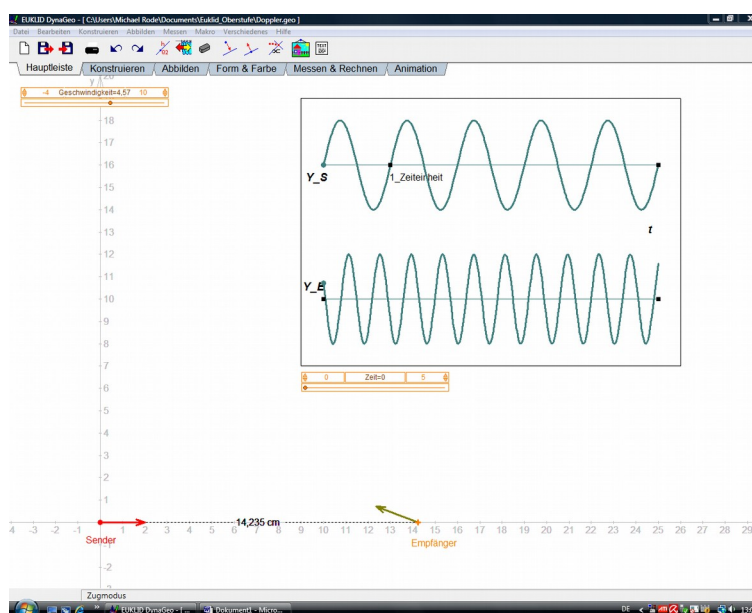 EUKLID DynaGeo - [ C:\Users\Michael Rode\Documents\Euklid_Oberstufe\Doppler.geo ]
Datei Bearbeiten Konstruieren Abbilden Messen Makro Verschiedenes Hilfe
Hauptleiste Konstruieren Abbilden Form & Farbe Messen & Rechnen Animation
y 20
-4 Geschwindigkeit=4,57 10
18
17
16
15
14
13
12
11
10
9
8
7
6
5
4
3
2
1
Y_S
1_Zeiteinheit
t
Y_E
0 Zeit=0 5
14,235 cm
-4 -3 -2 -1 1 2 3 4 5 6 7 8 9 10 11 12 13 14 15 16 17 18 19 20 21 22 23 24 25 26 27 28 29
Sender
Empfänger
-2
Zugmodus
EUKLID DynaGeo - [ ...
Dokument1 - Micro...
DE